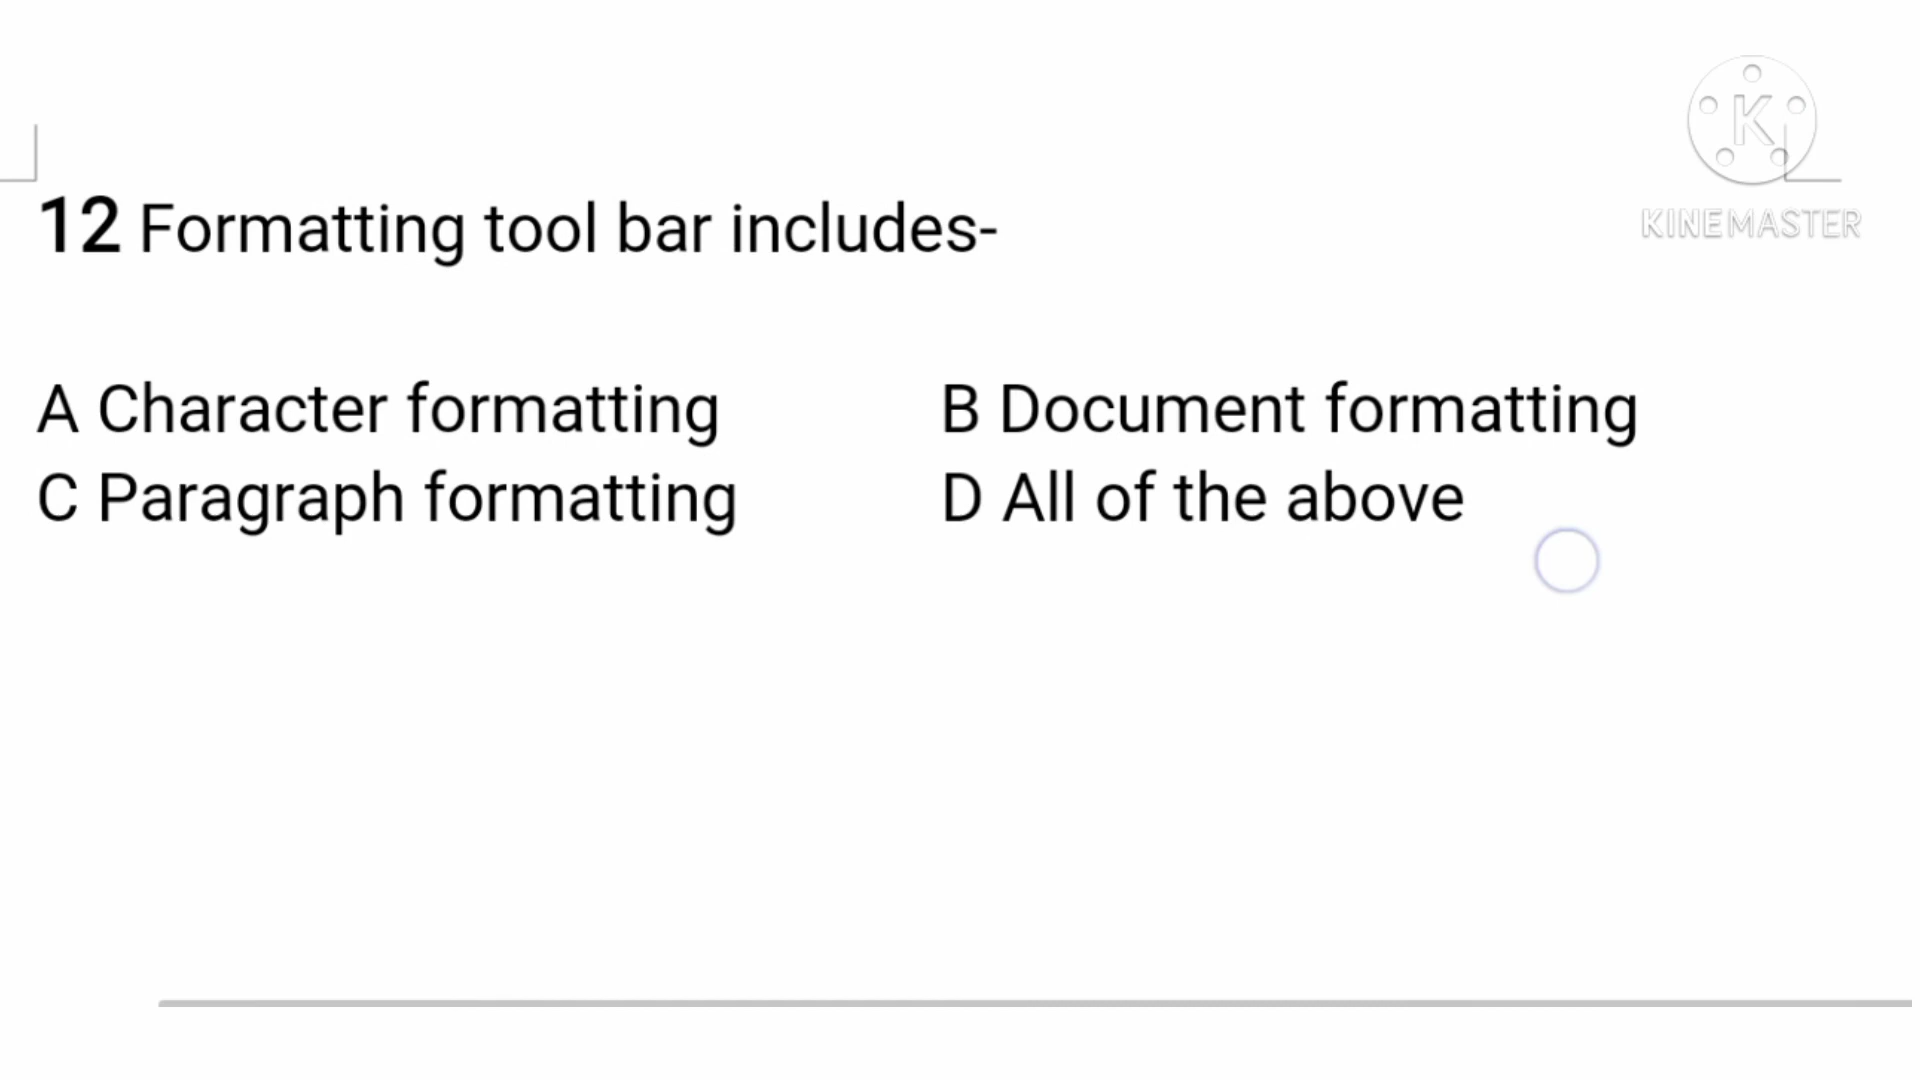 K
KINEMASTER
12 Formatting tool bar includes-
A Character formatting B Document formatting
C Paragraph formatting D All of the above